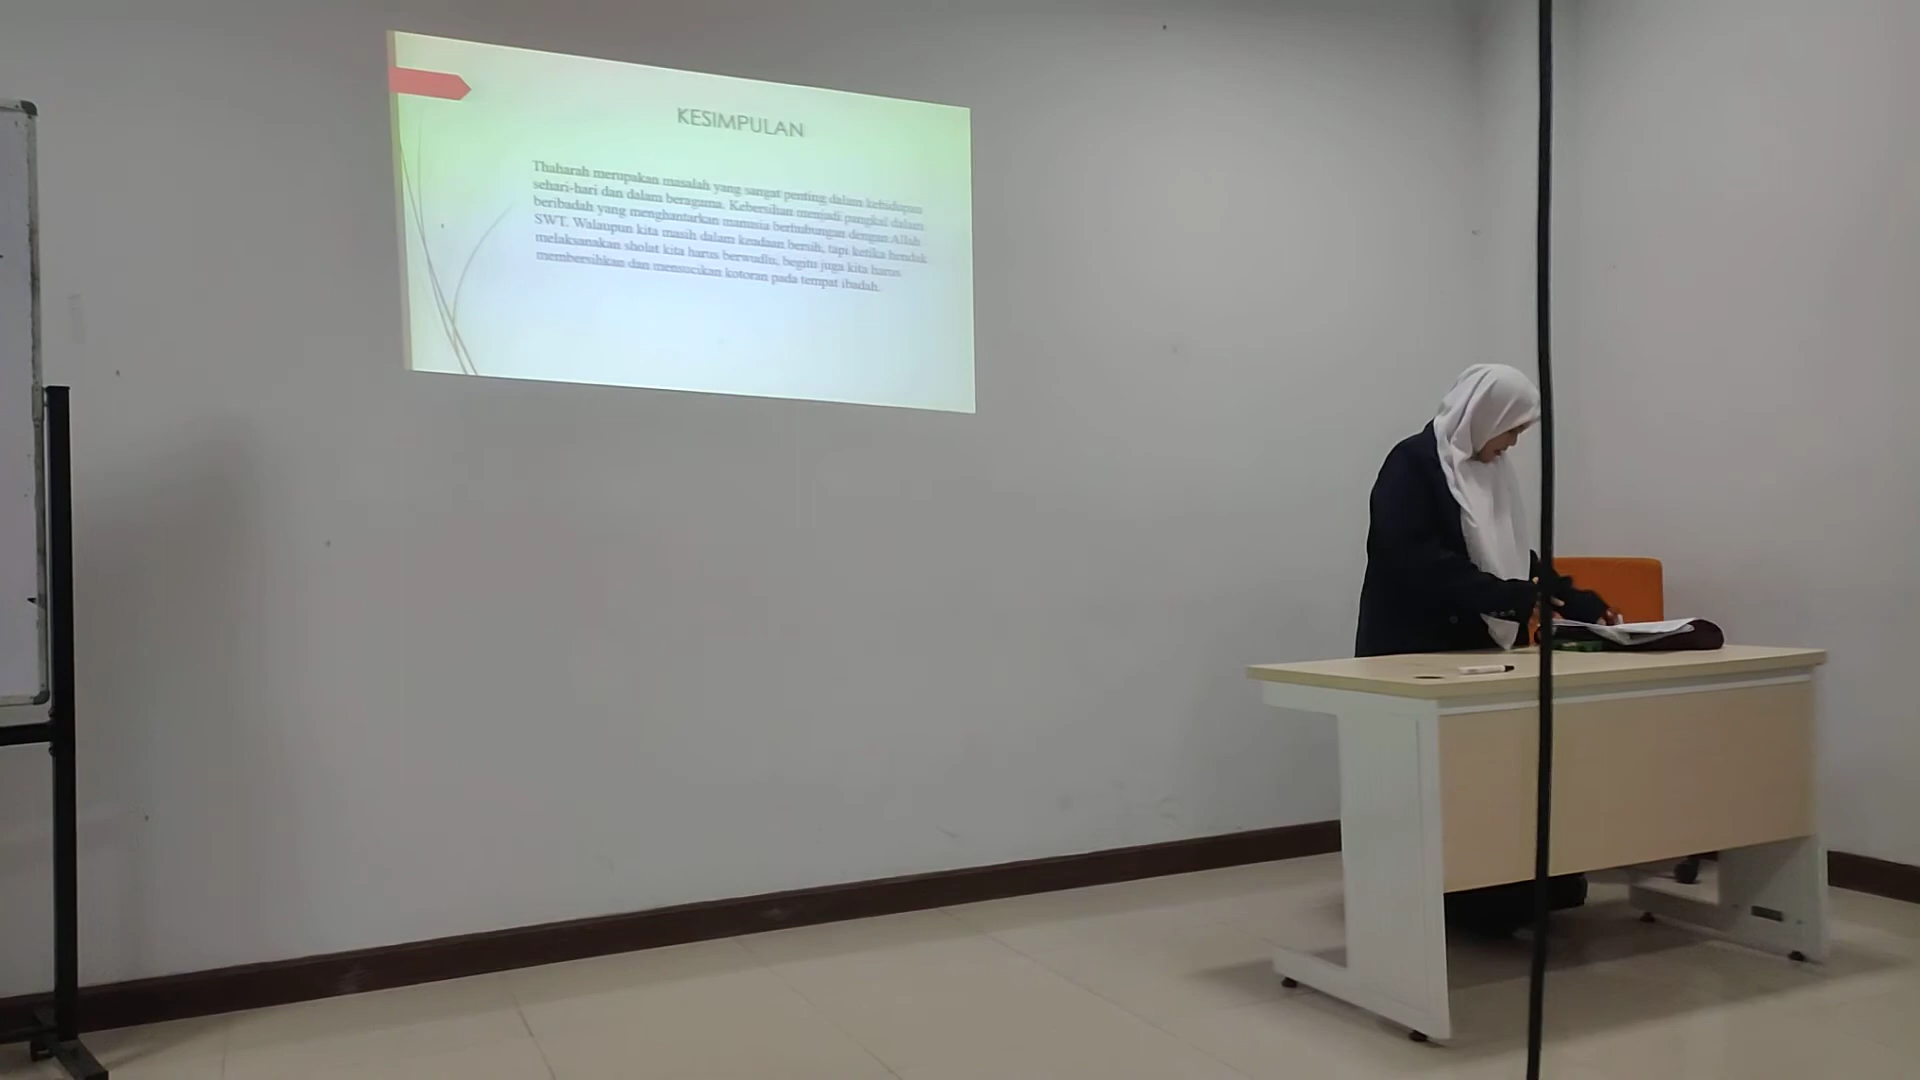 KESIMPULAN
Thaharah merupakan masalah yang sangat penting dalam kehidupan
sehari-hari dan dalam beragama. Kebersihan menjadi pangkal dalam
beribadah yang menghantarkan manusia berhubungan dengan Allah
SWT. Walaupun kita masih dalam keadaan bersih, tapi ketika hendak
melaksanakan sholat kita harus berwudlu, begitu juga kita harus
membersihkan dan mensucikan kotoran pada tempat ibadah.